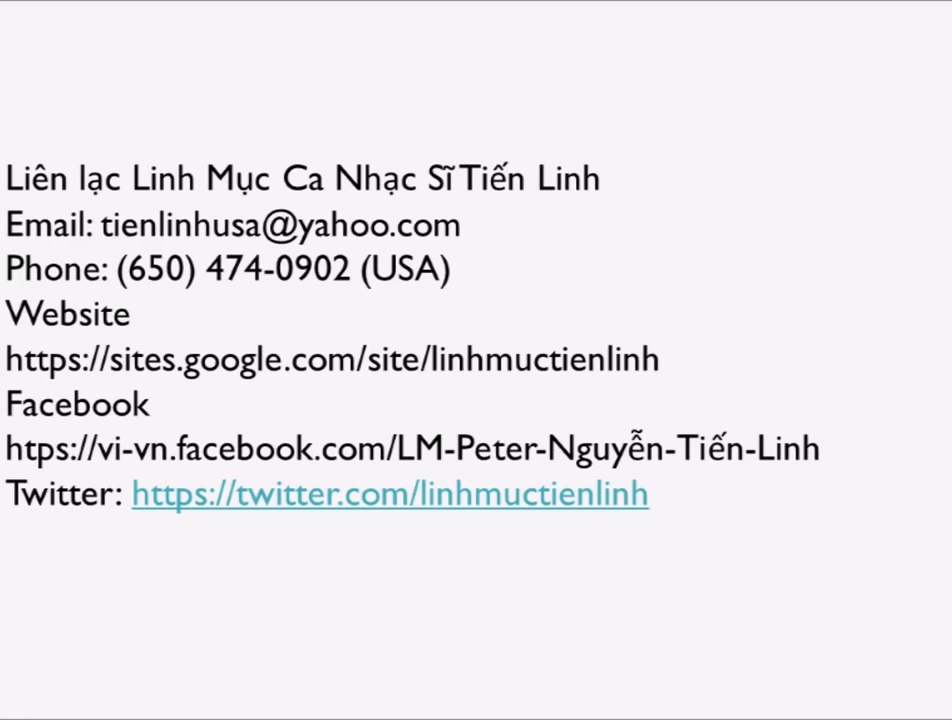 Liên lạc Linh Mục Ca Nhạc Sĩ Tiến Linh
Email: tienlinhusa@yahoo.com
Phone: (650) 474-0902 (USA)
Website
https://sites.google.com/site/linhmuctienlinh
Facebook
htps://vi-vn.facebook.com/LM-Peter-Nguyễn-Tiến-Linh
Twitter: https://twitter.com/linhmuctienlinh